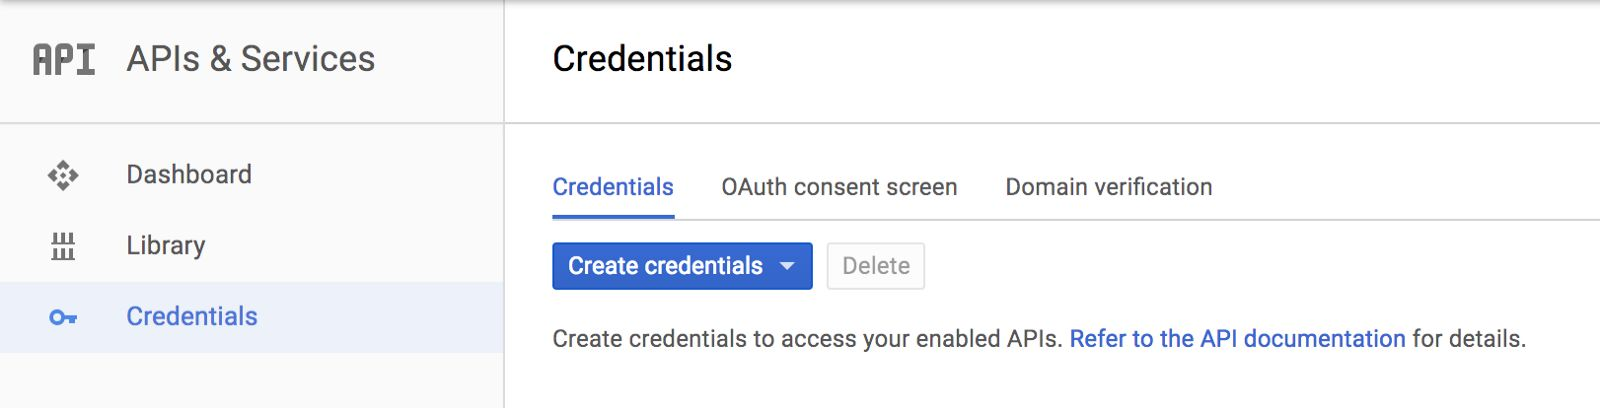 API APIs & Services
Credentials
Dashboard
Library
Credentials
Credentials OAuth consent screen Domain verification
Create credentials Delete
Create credentials to access your enabled APIs. Refer to the API documentation for details.